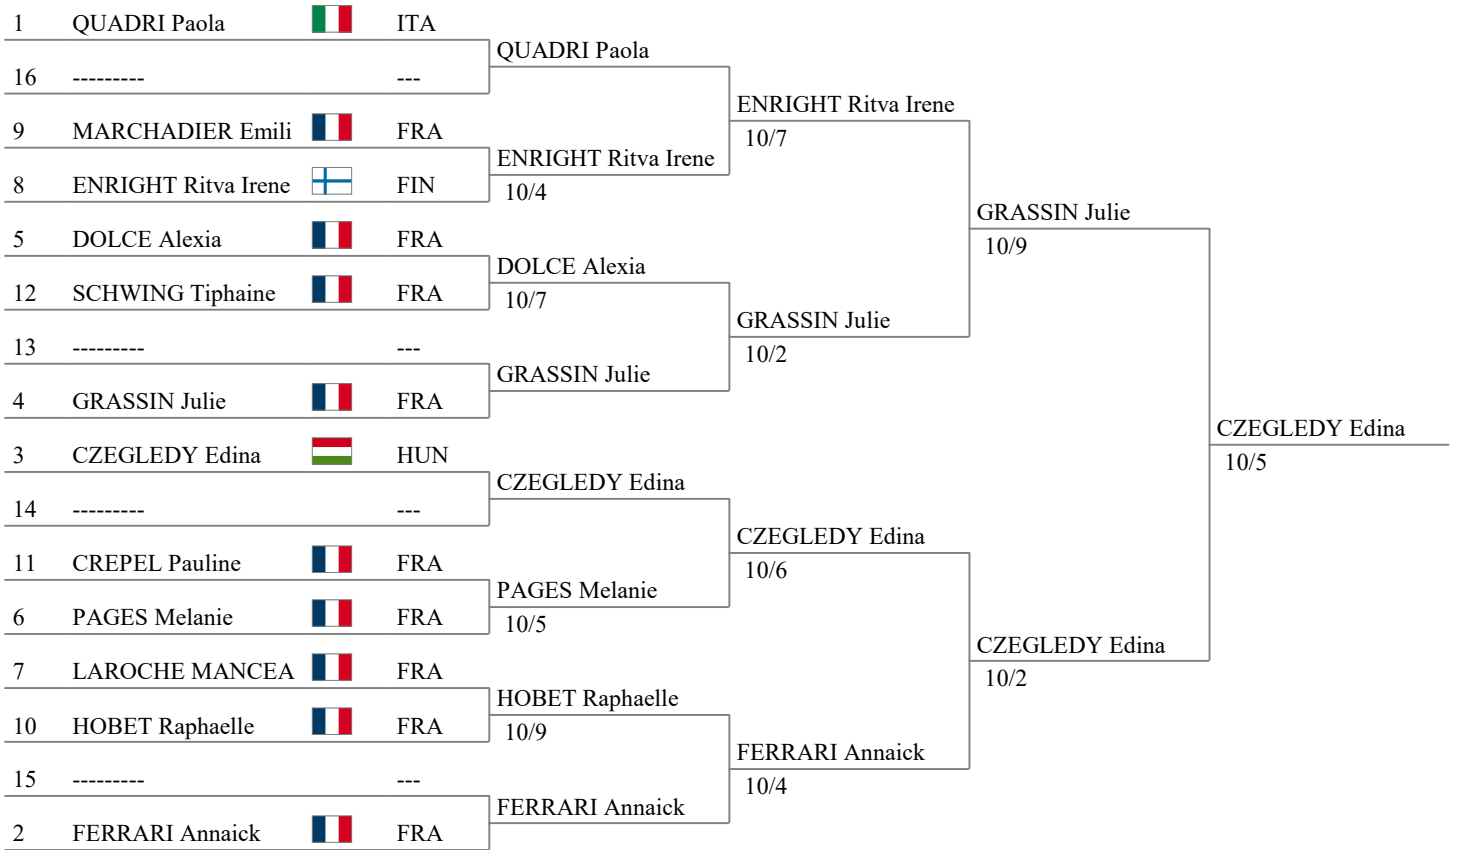 1 QUADRI Paola ITA
QUADRI Paola
16 --------- ---
ENRIGHT Ritva Irene
10/7
9 MARCHADIER Emili FRA
ENRIGHT Ritva Irene
10/4
8 ENRIGHT Ritva Irene FIN
GRASSIN Julie
10/9
5 DOLCE Alexia FRA
DOLCE Alexia
10/7
12 SCHWING Tiphaine FRA
GRASSIN Julie
10/2
13 --------- ---
GRASSIN Julie
4 GRASSIN Julie FRA
CZEGLEDY Edina
10/5
3 CZEGLEDY Edina HUN
CZEGLEDY Edina
14 --------- ---
CZEGLEDY Edina
10/6
11 CREPEL Pauline FRA
PAGES Melanie
10/5
6 PAGES Melanie FRA
CZEGLEDY Edina
10/2
7 LAROCHE MANCEA FRA
HOBET Raphaelle
10/9
10 HOBET Raphaelle FRA
FERRARI Annaick
10/4
15 --------- ---
FERRARI Annaick
2 FERRARI Annaick FRA